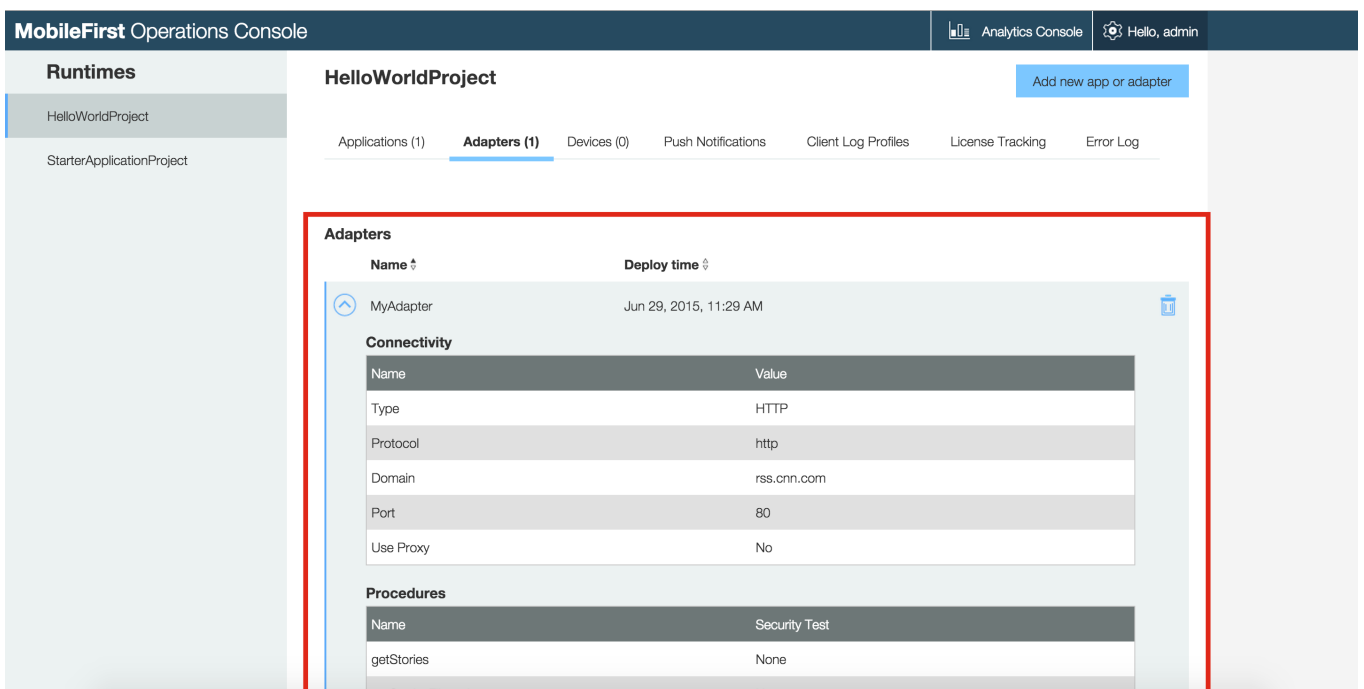 MobileFirst Operations Console
Analytics Console
Hello, admin
Runtimes
HelloWorldProject
StarterApplicationProject
HelloWorldProject
Add new app or adapter
Applications (1) Adapters (1) Devices (0) Push Notifications Client Log Profiles License Tracking Error Log
Adapters
Name Deploy time
MyAdapter Jun 29, 2015, 11:29 AM
Connectivity
Name Value
Type HTTP
Protocol http
Domain rss.cnn.com
Port 80
Use Proxy No
Procedures
Name Security Test
getStories None